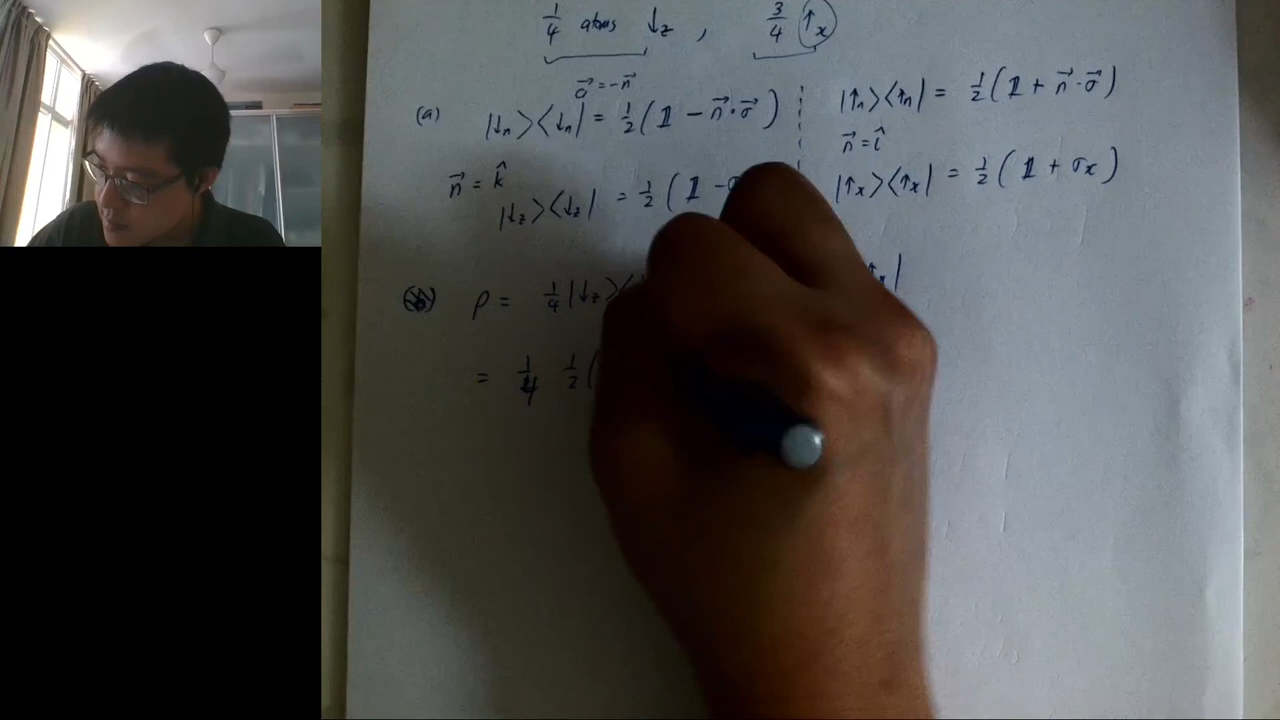 1/4 atoms ↓z , 3/4 ↑x
a⃗ = -n⃗
(a) |↓n><↓n| = 1/2 (𝟙 - n⃗·σ⃗)
|↑n><↑n| = 1/2 (𝟙 + n⃗·σ⃗)
n⃗ = k̂
n⃗ = î
|↓z><↓z| = 1/2 (𝟙 -
|↑x><↑x| = 1/2 (𝟙 + σx)
ρ = 1/4 |↓z>< ↑x|
= 1/4 1/2 (